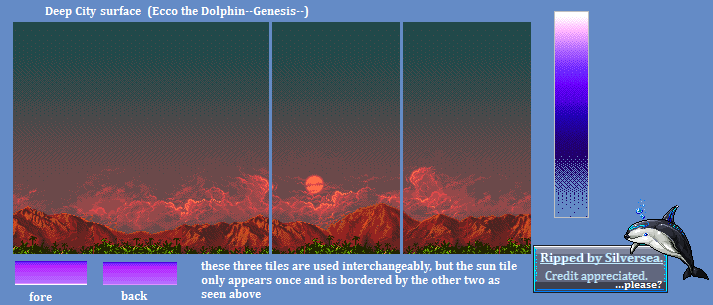 Deep City surface (Ecco the Dolphin--Genesis--)
these three tiles are used interchangeably, but the sun tile
only appears once and is bordered by the other two as
seen above
fore
back
Ripped by Silversea.
Credit appreciated.
...please?